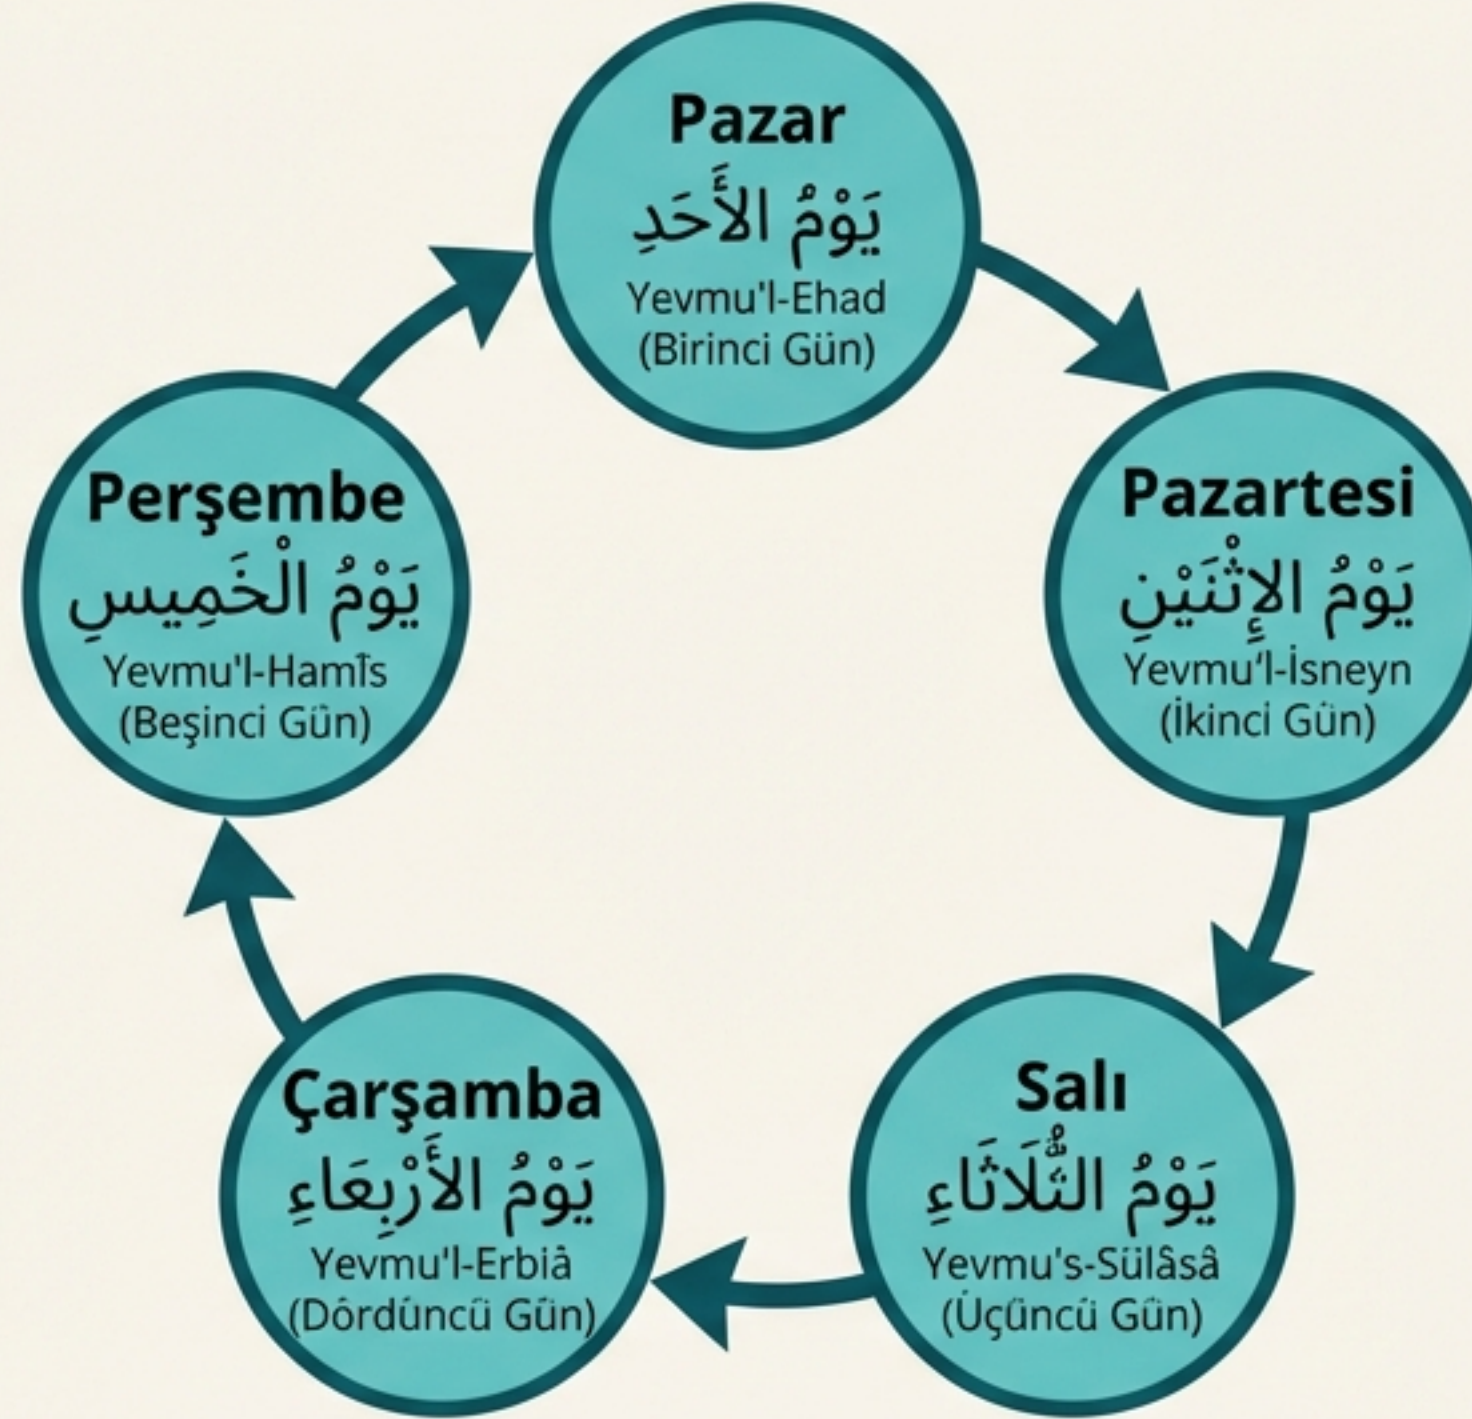 Pazar
يَوْمُ الأَحَدِ
Yevmu'l-Ehad
(Birinci Gün)
Pazartesi
يَوْمُ الإِثْنَيْنِ
Yevmu'l-İsneyn
(İkinci Gün)
Salı
يَوْمُ الثُّلَاثَاءِ
Yevmu's-Sülâsâ
(Üçüncü Gün)
Çarşamba
يَوْمُ الأَرْبِعَاءِ
Yevmu'l-Erbiâ
(Dördüncü Gün)
Perşembe
يَوْمُ الْخَمِيسِ
Yevmu'l-Hamîs
(Beşinci Gün)